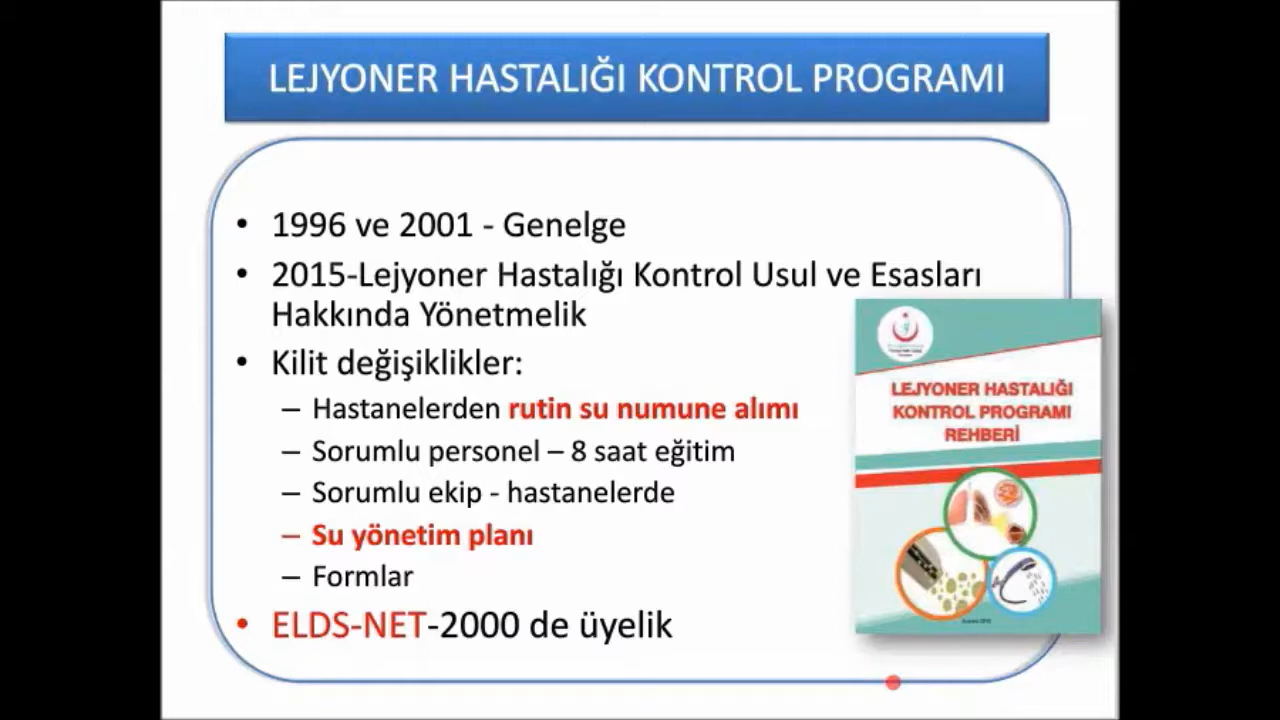 LEJYONER HASTALIĞI KONTROL PROGRAMI
• 1996 ve 2001 - Genelge
• 2015-Lejyoner Hastalığı Kontrol Usul ve Esasları
Hakkında Yönetmelik
• Kilit değişiklikler:
– Hastanelerden rutin su numune alımı
– Sorumlu personel – 8 saat eğitim
– Sorumlu ekip - hastanelerde
– Su yönetim planı
– Formlar
• ELDS-NET-2000 de üyelik
LEJYONER HASTALIĞI
KONTROL PROGRAMI
REHBERİ